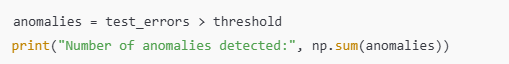 anomalies = test_errors > threshold
print("Number of anomalies detected:", np.sum(anomalies))